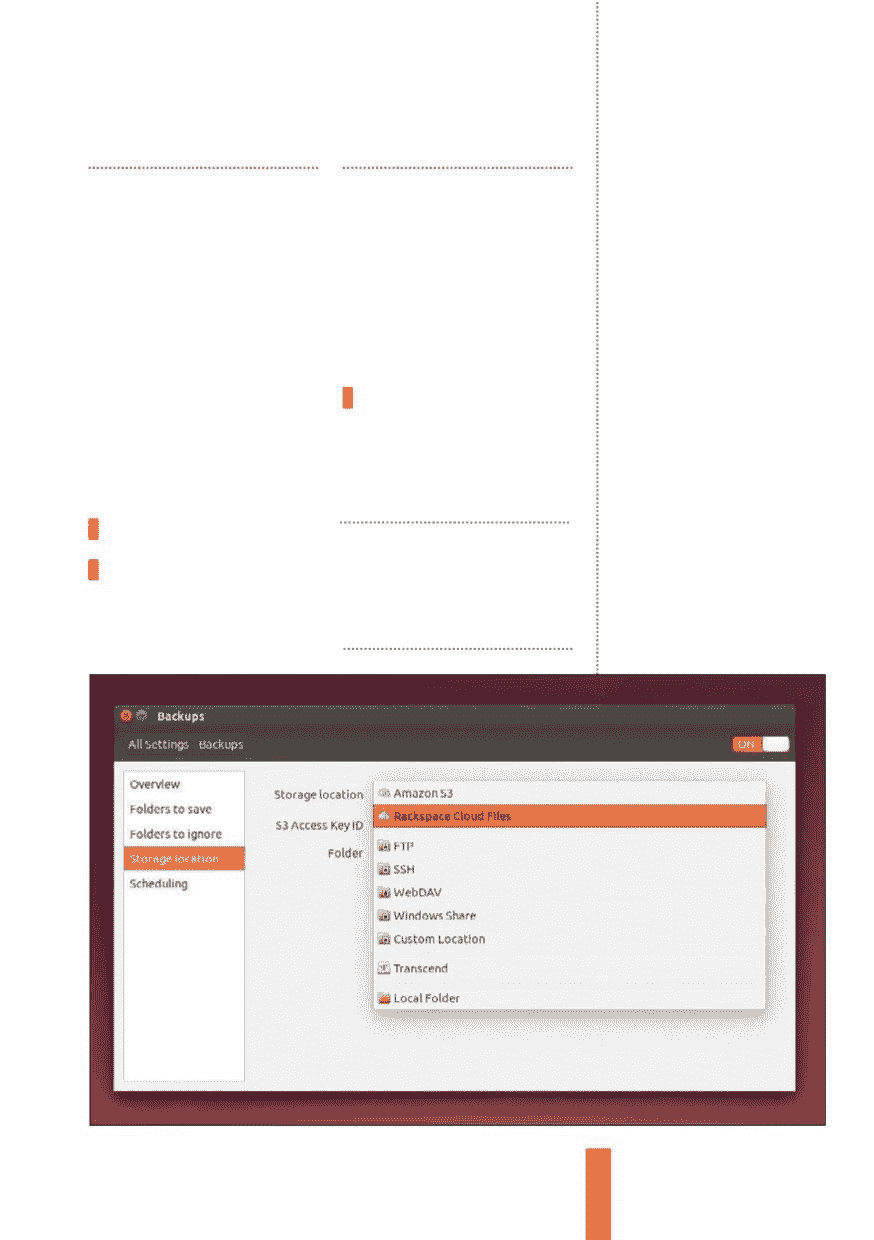 Backups
All Settings Backups
ON
Overview
Folders to save
Folders to ignore
Storage location
Scheduling
Storage location
S3 Access Key ID
Folder
Amazon S3
Rackspace Cloud Files
FTP
SSH
WebDAV
Windows Share
Custom Location
Transcend
Local Folder